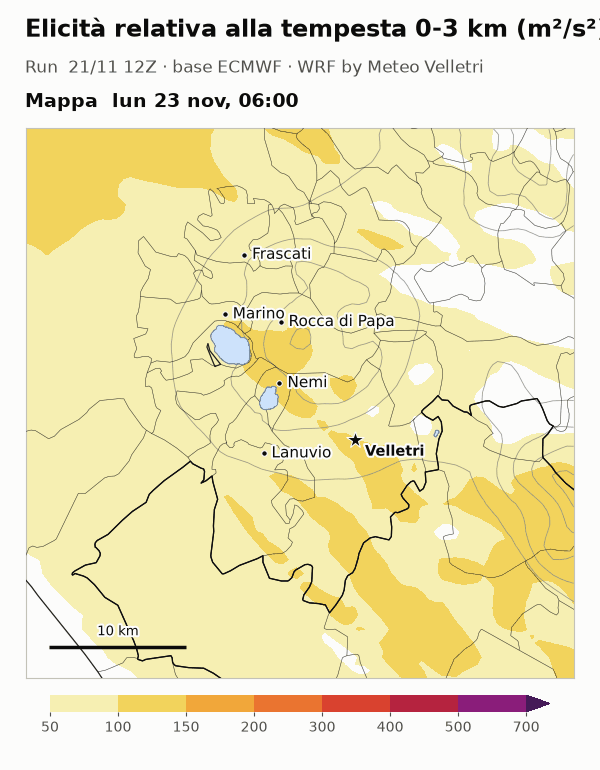 Elicità relativa alla tempesta 0-3 km (m²/s²)
Run  21/11 12Z · base ECMWF · WRF by Meteo Velletri
Mappa  lun 23 nov, 06:00
Frascati
Marino
Rocca di Papa
Nemi
Velletri
Lanuvio
10 km
50 100 150 200 300 400 500 700